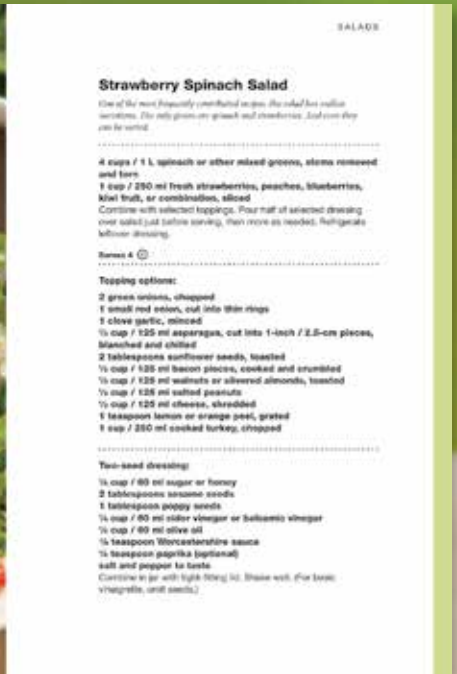 SALADS
Strawberry Spinach Salad
One of the most frequently contributed recipes, this salad has endless
variations. The only givens are spinach and strawberries. And even they
can be varied.
4 cups / 1 L spinach or other mixed greens, stems removed
and torn
1 cup / 250 ml fresh strawberries, peaches, blueberries,
kiwi fruit, or combination, sliced
Combine with selected toppings. Pour half of selected dressing
over salad just before serving, then more as needed. Refrigerate
leftover dressing.
Serves 4
Topping options:
2 green onions, chopped
1 small red onion, cut into thin rings
1 clove garlic, minced
½ cup / 125 ml asparagus, cut into 1-inch / 2.5-cm pieces,
blanched and chilled
2 tablespoons sunflower seeds, toasted
½ cup / 125 ml bacon pieces, cooked and crumbled
½ cup / 125 ml walnuts or slivered almonds, toasted
½ cup / 125 ml salted peanuts
½ cup / 125 ml cheese, shredded
1 teaspoon lemon or orange peel, grated
1 cup / 250 ml cooked turkey, chopped
Two-seed dressing:
¼ cup / 60 ml sugar or honey
2 tablespoons sesame seeds
1 tablespoon poppy seeds
¼ cup / 60 ml cider vinegar or balsamic vinegar
¼ cup / 60 ml olive oil
¼ teaspoon Worcestershire sauce
¼ teaspoon paprika (optional)
salt and pepper to taste
Combine in jar with tight-fitting lid. Shake well. (For basic
vinaigrette, omit seeds.)